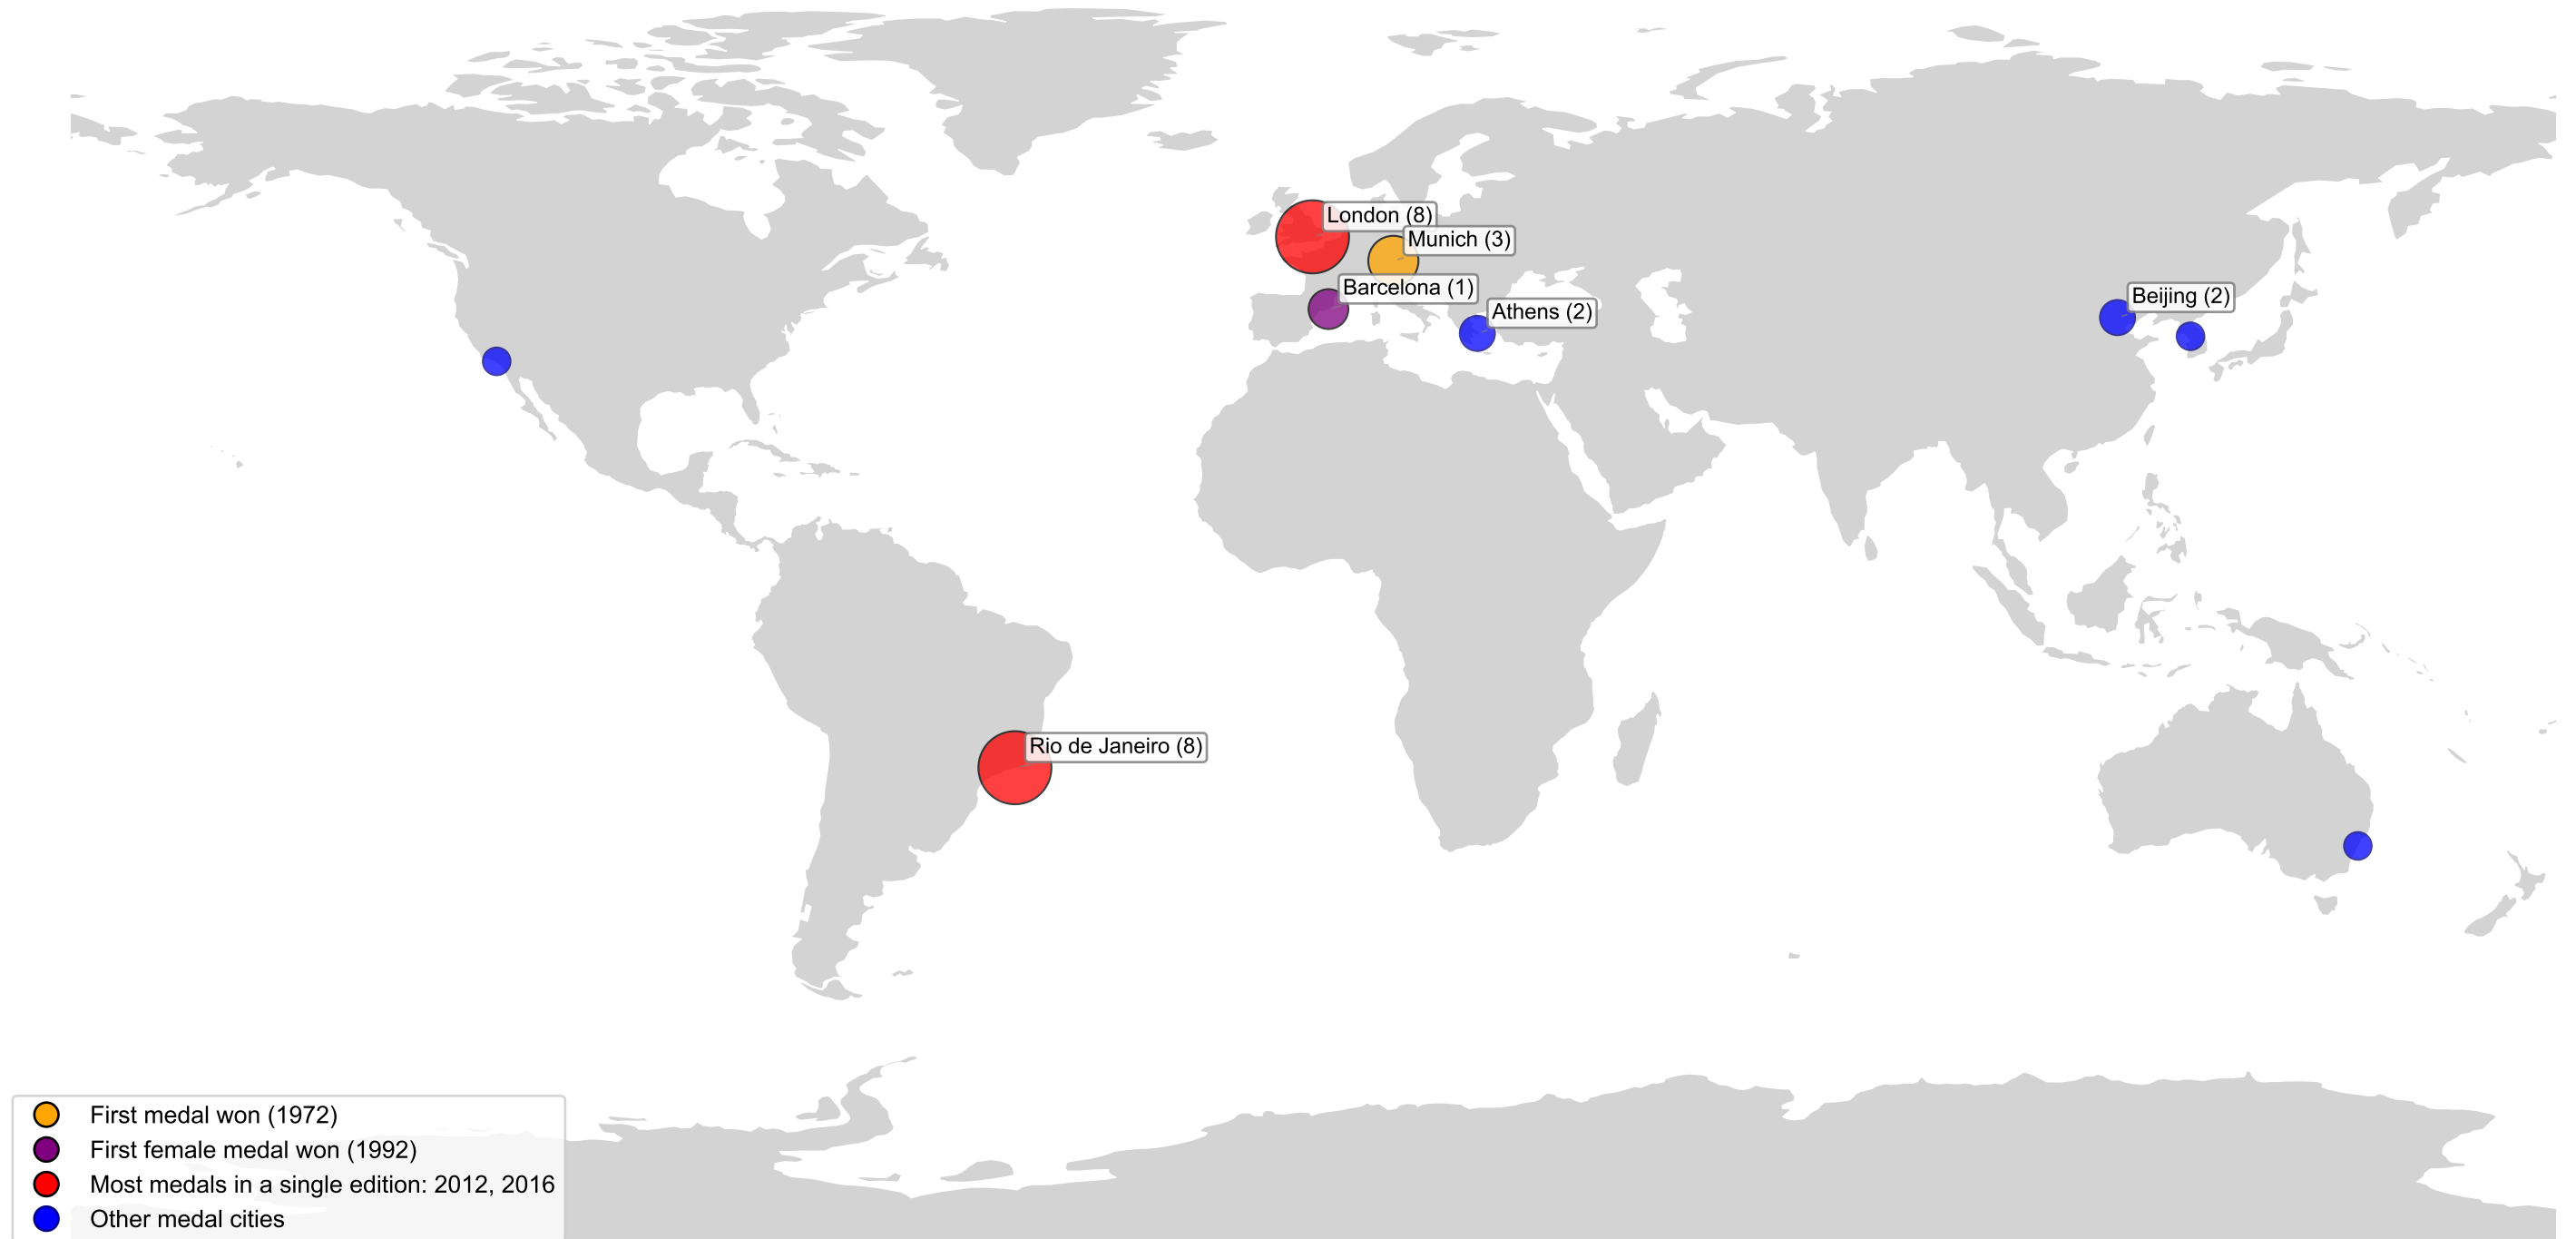 London (8)
Munich (3)
Barcelona (1)
Athens (2)
Beijing (2)
Rio de Janeiro (8)
First medal won (1972)
First female medal won (1992)
Most medals in a single edition: 2012, 2016
Other medal cities